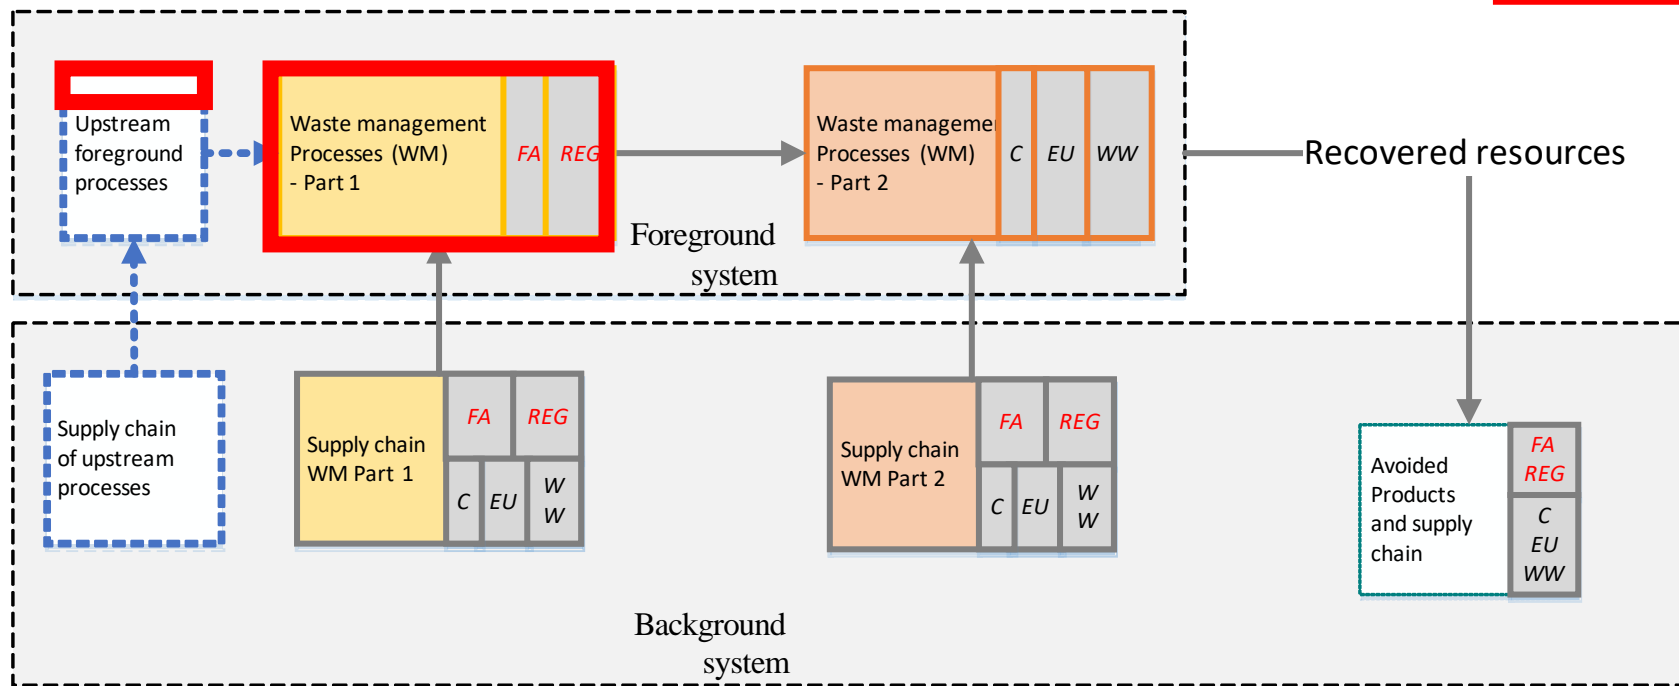 Upstream
foreground
processes
Waste management
Processes (WM)
- Part 1
FA
REG
Waste managemen
Processes (WM)
- Part 2
C
EU
WW
Recovered resources
Foreground
system
Supply chain
of upstream
processes
Supply chain
WM Part 1
FA
REG
C
EU
W
W
Supply chain
WM Part 2
FA
REG
C
EU
W
W
Avoided
Products
and supply
chain
FA
REG
C
EU
WW
Background
system